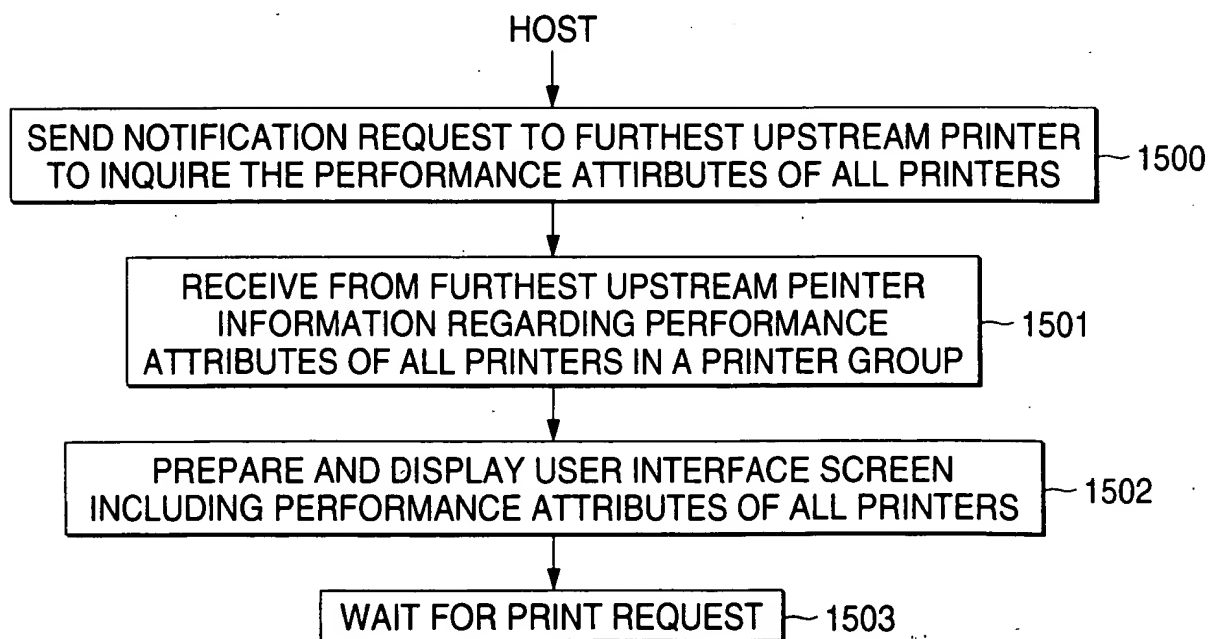 HOST
SEND NOTIFICATION REQUEST TO FURTHEST UPSTREAM PRINTER
TO INQUIRE THE PERFORMANCE ATTIRBUTES OF ALL PRINTERS
1500
RECEIVE FROM FURTHEST UPSTREAM PEINTER
INFORMATION REGARDING PERFORMANCE
ATTRIBUTES OF ALL PRINTERS IN A PRINTER GROUP
1501
PREPARE AND DISPLAY USER INTERFACE SCREEN
INCLUDING PERFORMANCE ATTRIBUTES OF ALL PRINTERS
1502
WAIT FOR PRINT REQUEST
1503